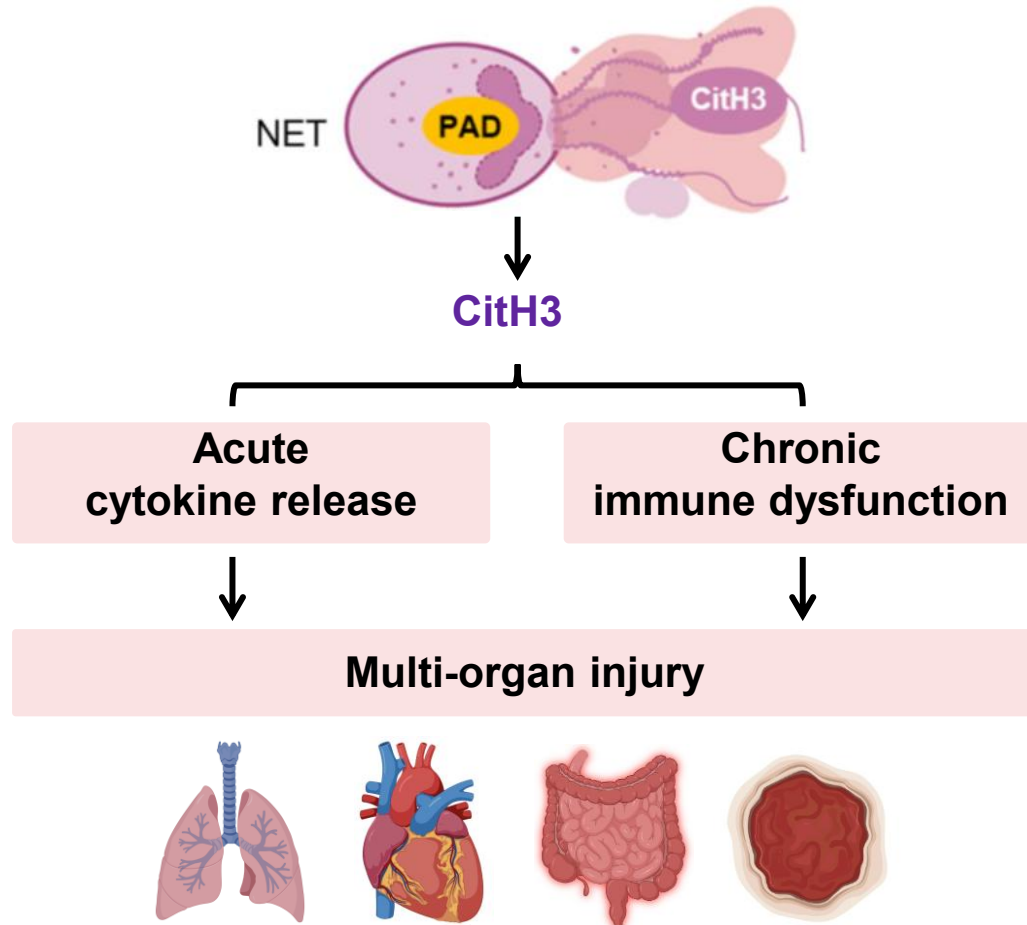 NET
PAD
CitH3
CitH3
Acute
cytokine release
Chronic
immune dysfunction
Multi-organ injury